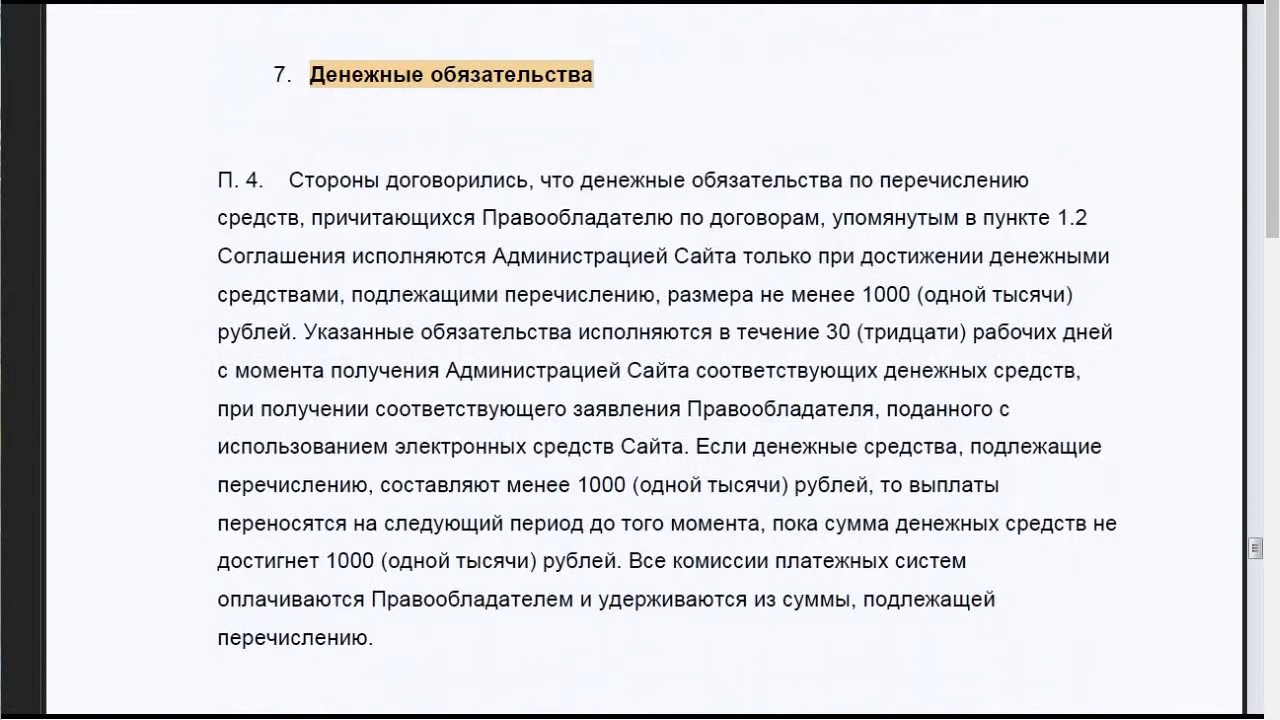 7. Денежные обязательства
П. 4. Стороны договорились, что денежные обязательства по перечислению
средств, причитающихся Правообладателю по договорам, упомянутым в пункте 1.2
Соглашения исполняются Администрацией Сайта только при достижении денежными
средствами, подлежащими перечислению, размера не менее 1000 (одной тысячи)
рублей. Указанные обязательства исполняются в течение 30 (тридцати) рабочих дней
с момента получения Администрацией Сайта соответствующих денежных средств,
при получении соответствующего заявления Правообладателя, поданного с
использованием электронных средств Сайта. Если денежные средства, подлежащие
перечислению, составляют менее 1000 (одной тысячи) рублей, то выплаты
переносятся на следующий период до того момента, пока сумма денежных средств не
достигнет 1000 (одной тысячи) рублей. Все комиссии платежных систем
оплачиваются Правообладателем и удерживаются из суммы, подлежащей
перечислению.